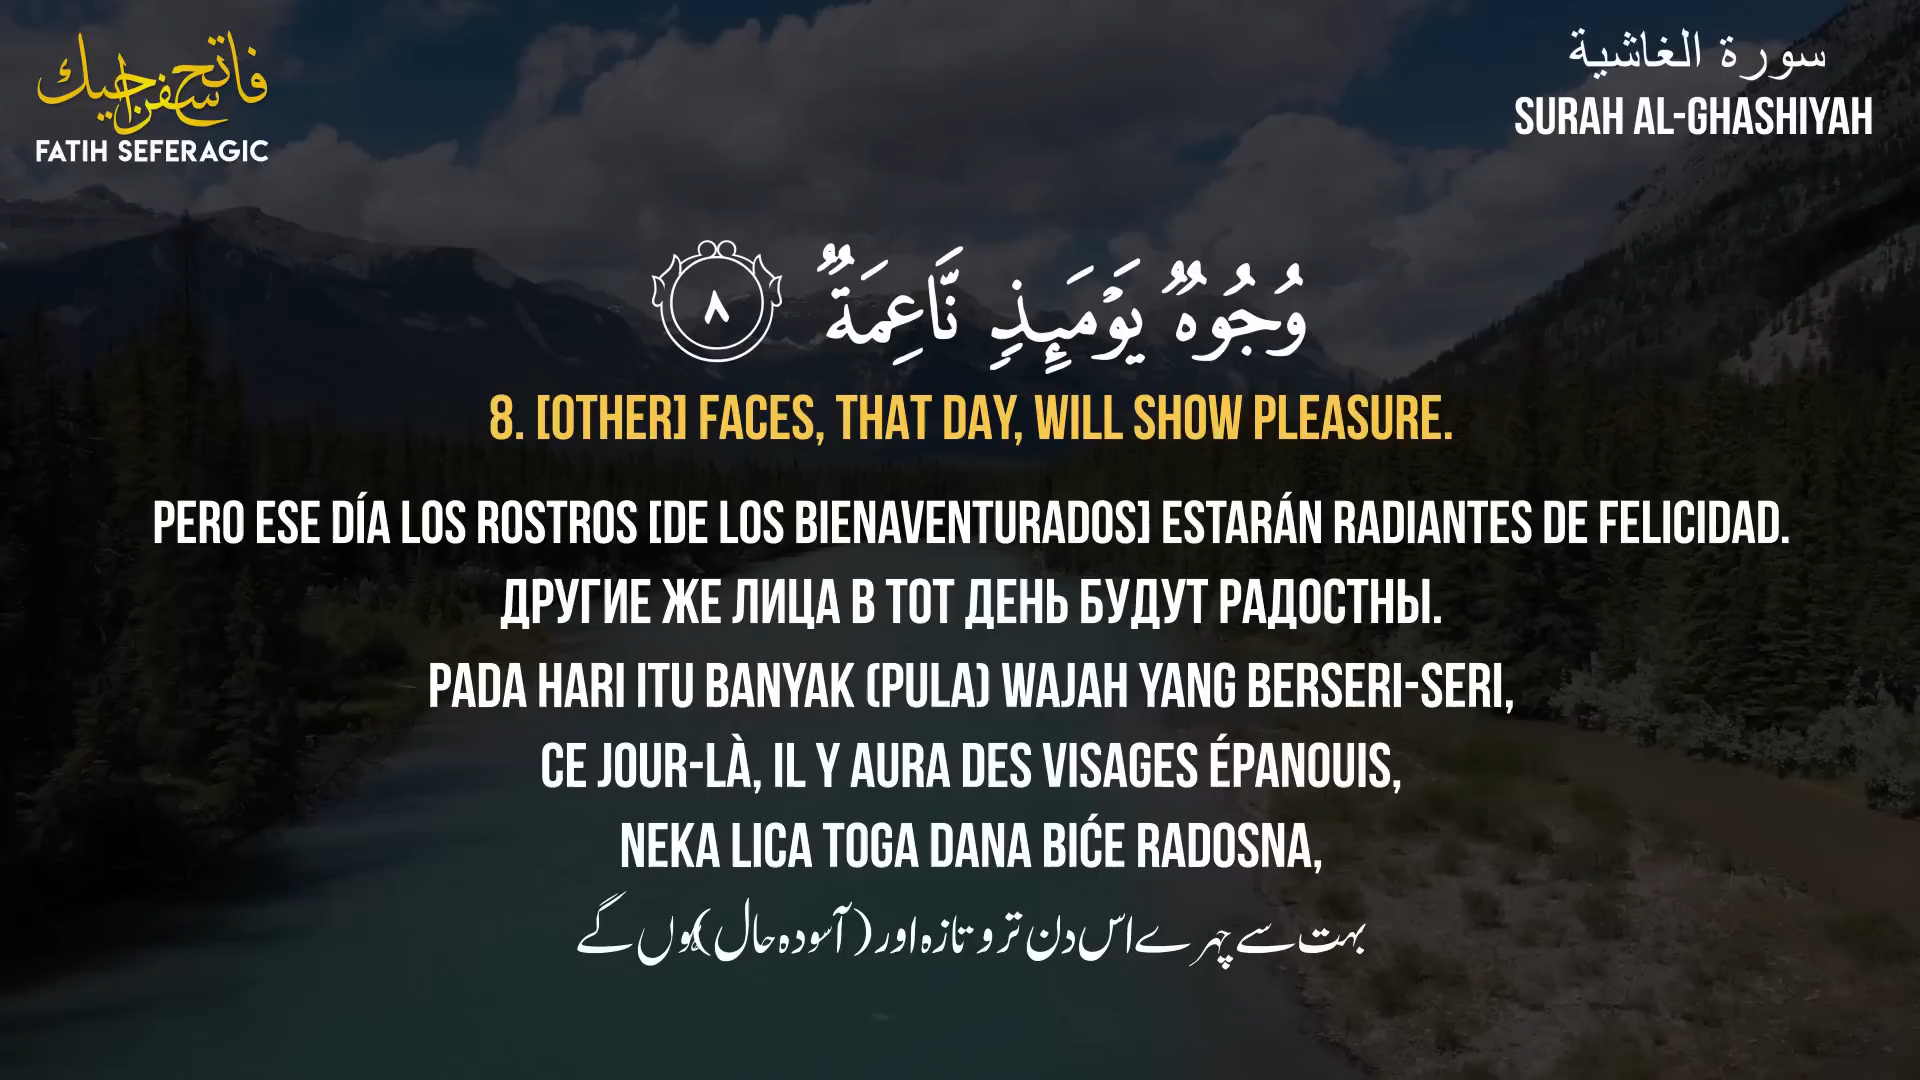 فاتح سفراجيك
FATIH SEFERAGIC
سورة الغاشية
SURAH AL-GHASHIYAH
وُجُوهٌ يَوْمَئِذٍ نَّاعِمَةٌ ٨
8. [OTHER] FACES, THAT DAY, WILL SHOW PLEASURE.
PERO ESE DÍA LOS ROSTROS [DE LOS BIENAVENTURADOS] ESTARÁN RADIANTES DE FELICIDAD.
ДРУГИЕ ЖЕ ЛИЦА В ТОТ ДЕНЬ БУДУТ РАДОСТНЫ.
PADA HARI ITU BANYAK (PULA) WAJAH YANG BERSERI-SERI,
CE JOUR-LÀ, IL Y AURA DES VISAGES ÉPANOUIS,
NEKA LICA TOGA DANA BIĆE RADOSNA,
بہت سے چہرے اس دن تروتازه اور (آسوده حال) ہوں گے